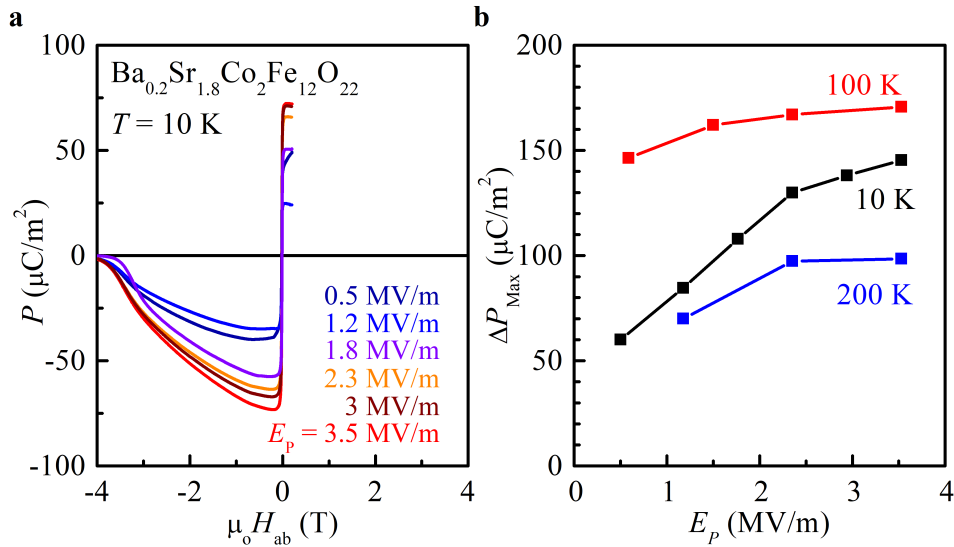 a
Ba0.2Sr1.8Co2Fe12O22
T = 10 K
0.5 MV/m
1.2 MV/m
1.8 MV/m
2.3 MV/m
3 MV/m
EP = 3.5 MV/m
P (μC/m2)
100
50
0
-50
-100
-4
-2
0
2
4
μoHab (T)
b
100 K
10 K
200 K
ΔPMax (μC/m2)
200
150
100
50
0
0
1
2
3
4
EP (MV/m)